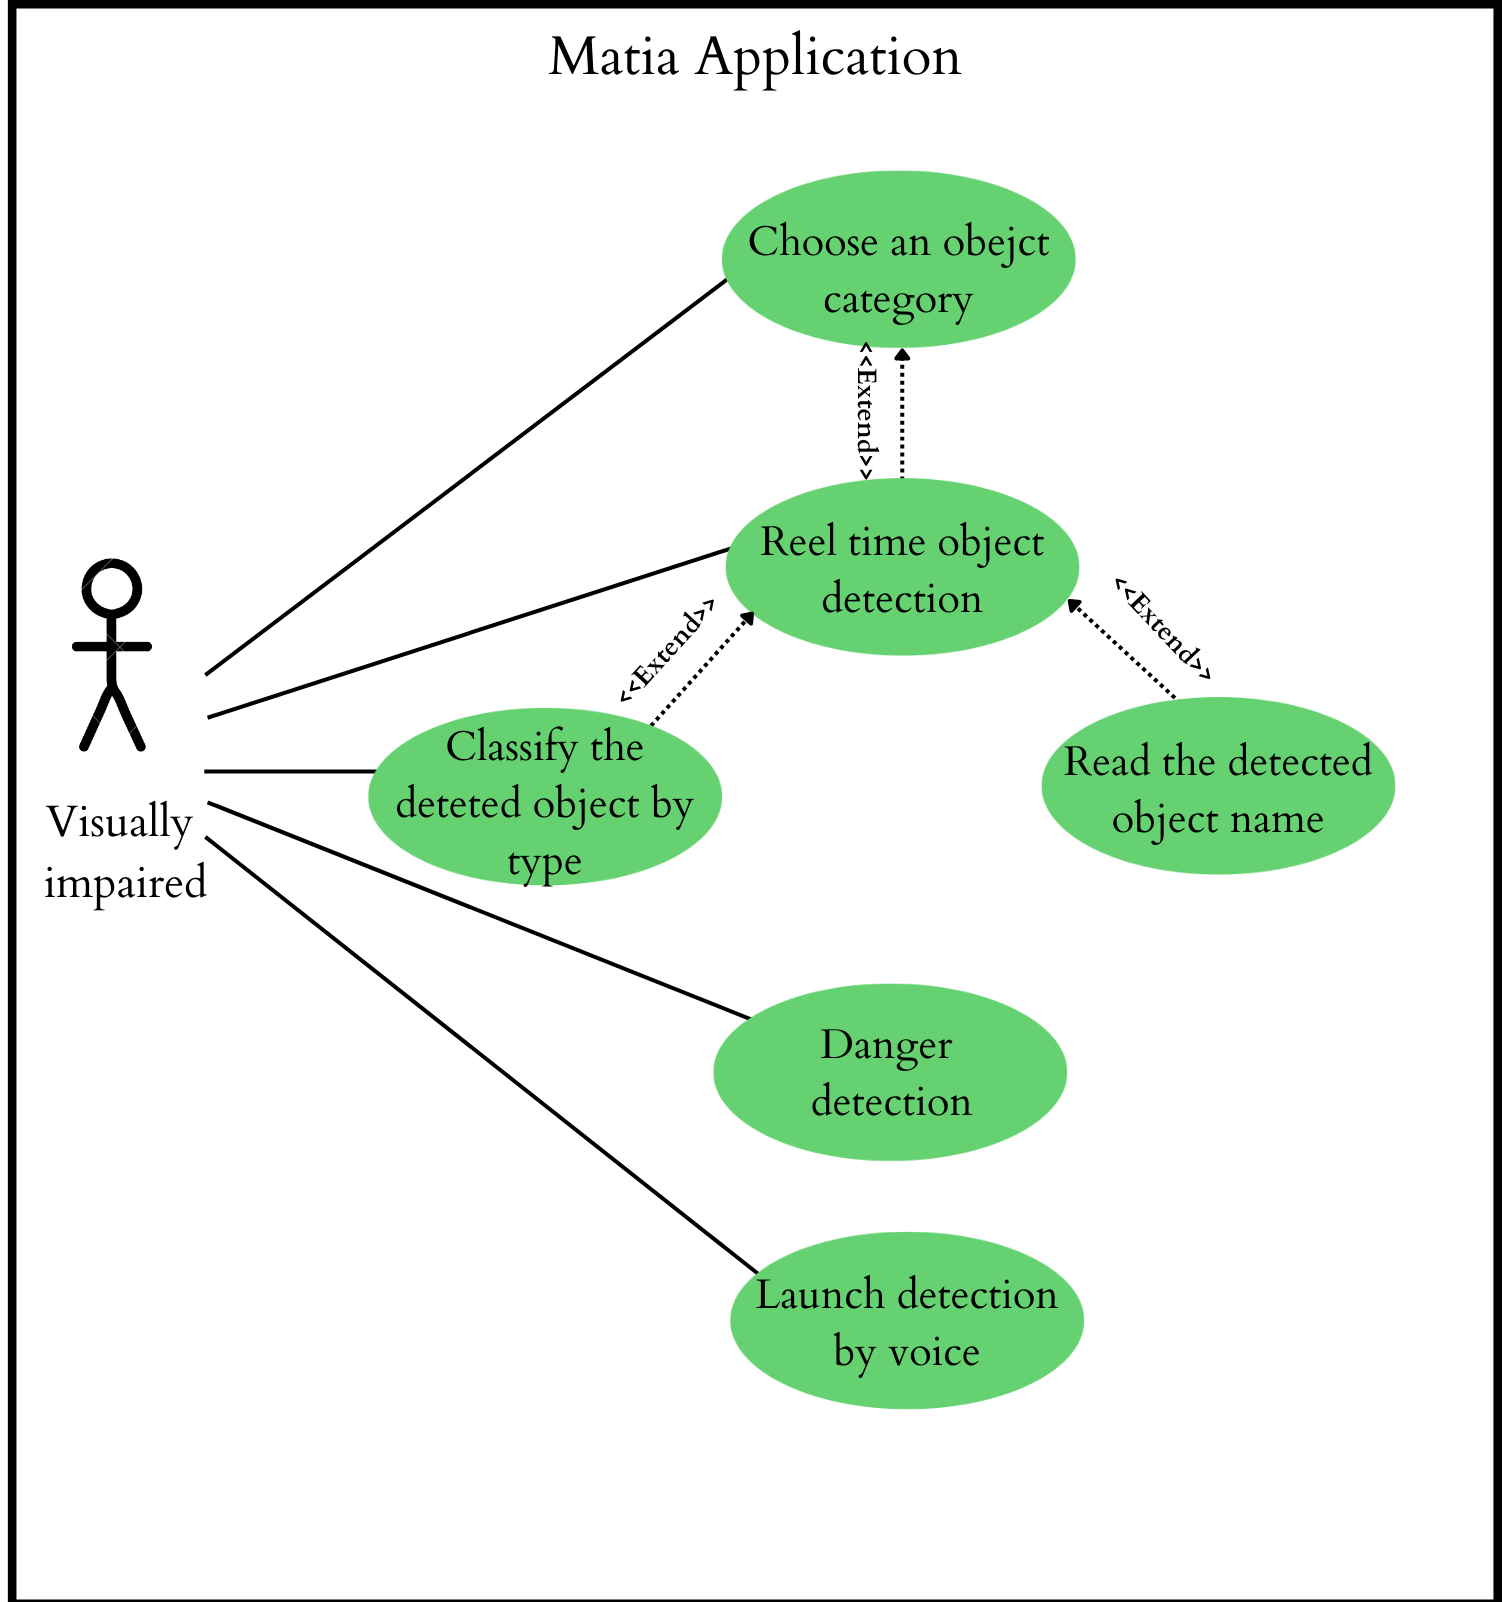 Matia Application
Choose an obejct
category
<<Extend>>
Reel time object
detection
<<Extend>>
<<Extend>>
Classify the
deteted object by
type
Read the detected
object name
Visually
impaired
Danger
detection
Launch detection
by voice